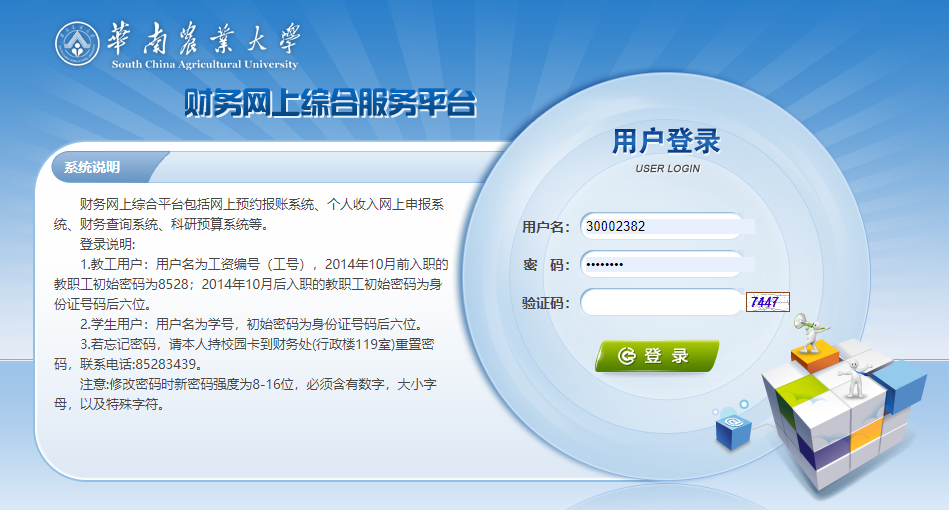 華南農業大學
South China Agricultural University
财务网上综合服务平台
系统说明
财务网上综合平台包括网上预约报账系统、个人收入网上申报系
统、财务查询系统、科研预算系统等。
登录说明:
1.教工用户：用户名为工资编号（工号），2014年10月前入职的
教职工初始密码为8528；2014年10月后入职的教职工初始密码为身
份证号码后六位。
2.学生用户：用户名为学号，初始密码为身份证号码后六位。
3.若忘记密码，请本人持校园卡到财务处(行政楼119室)重置密
码，联系电话:85283439。
注意:修改密码时新密码强度为8-16位，必须含有数字，大小字
母，以及特殊字符。
用户登录
USER LOGIN
用户名： 30002382
密 码： ••••••••
验证码： 7447
登 录
@